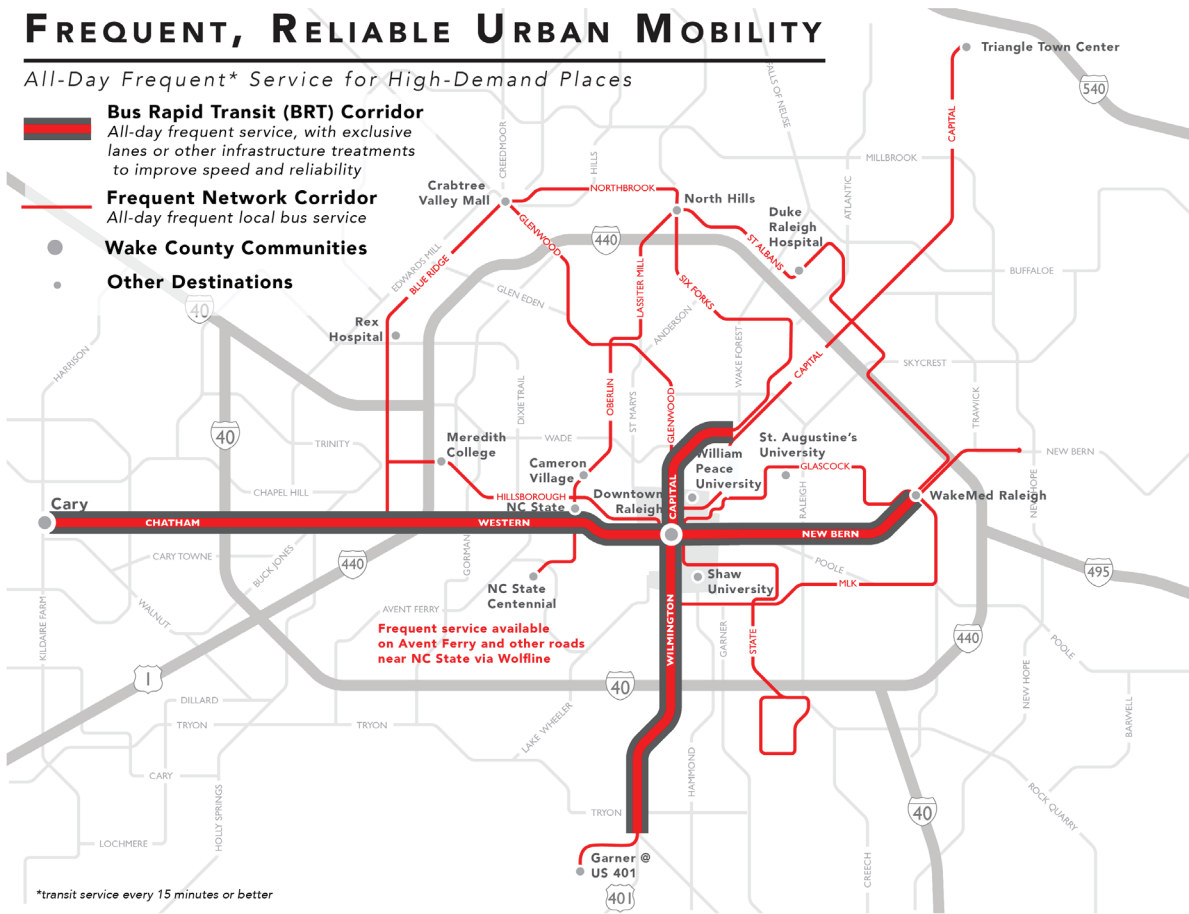 FREQUENT, RELIABLE URBAN MOBILITY
All-Day Frequent* Service for High-Demand Places
Bus Rapid Transit (BRT) Corridor
All-day frequent service, with exclusive
lanes or other infrastructure treatments
to improve speed and reliability
Frequent Network Corridor
All-day frequent local bus service
Wake County Communities
Other Destinations
Triangle Town Center
540
FALLS OF NEUSE
CAPITAL
CREEDMOOR
HILLS
MILLBROOK
ATLANTIC
Crabtree
Valley Mall
NORTHBROOK
North Hills
Duke
Raleigh
Hospital
GLENWOOD
440
ST ALBANS
EDWARDS MILL
BLUE RIDGE
LASSITER MILL
SIX FORKS
BUFFALOE
GLEN EDEN
40
ANDERSON
Rex
Hospital
WAKE FOREST
CAPITAL
SKYCREST
HARRISON
DIXIE TRAIL
OBERLIN
ST MARYS
GLENWOOD
TRAWICK
40
TRINITY
Meredith
College
WADE
St. Augustine's
University
William
Peace
University
Cameron
Village
GLASCOCK
NEW BERN
CHAPEL HILL
HILLSBOROUGH
NC State
Downtown
Raleigh
CAPITAL
RALEIGH
WakeMed Raleigh
NEW HOPE
Cary
CHATHAM
WESTERN
NEW BERN
CARY TOWNE
BUCK JONES
440
GORMAN
POOLE
495
NC State
Centennial
Shaw
University
MLK
KILDAIRE FARM
WALNUT
AVENT FERRY
Frequent service available
on Avent Ferry and other roads
near NC State via Wolfline
WILMINGTON
GARNER
STATE
440
POOLE
1
40
NEW HOPE
DILLARD
TRYON
TRYON
LAKE WHEELER
BARWELL
CARY
HOLLY SPRINGS
HAMMOND
ROCK QUARRY
TRYON
40
LOCHMERE
Garner @
US 401
CREECH
401
*transit service every 15 minutes or better